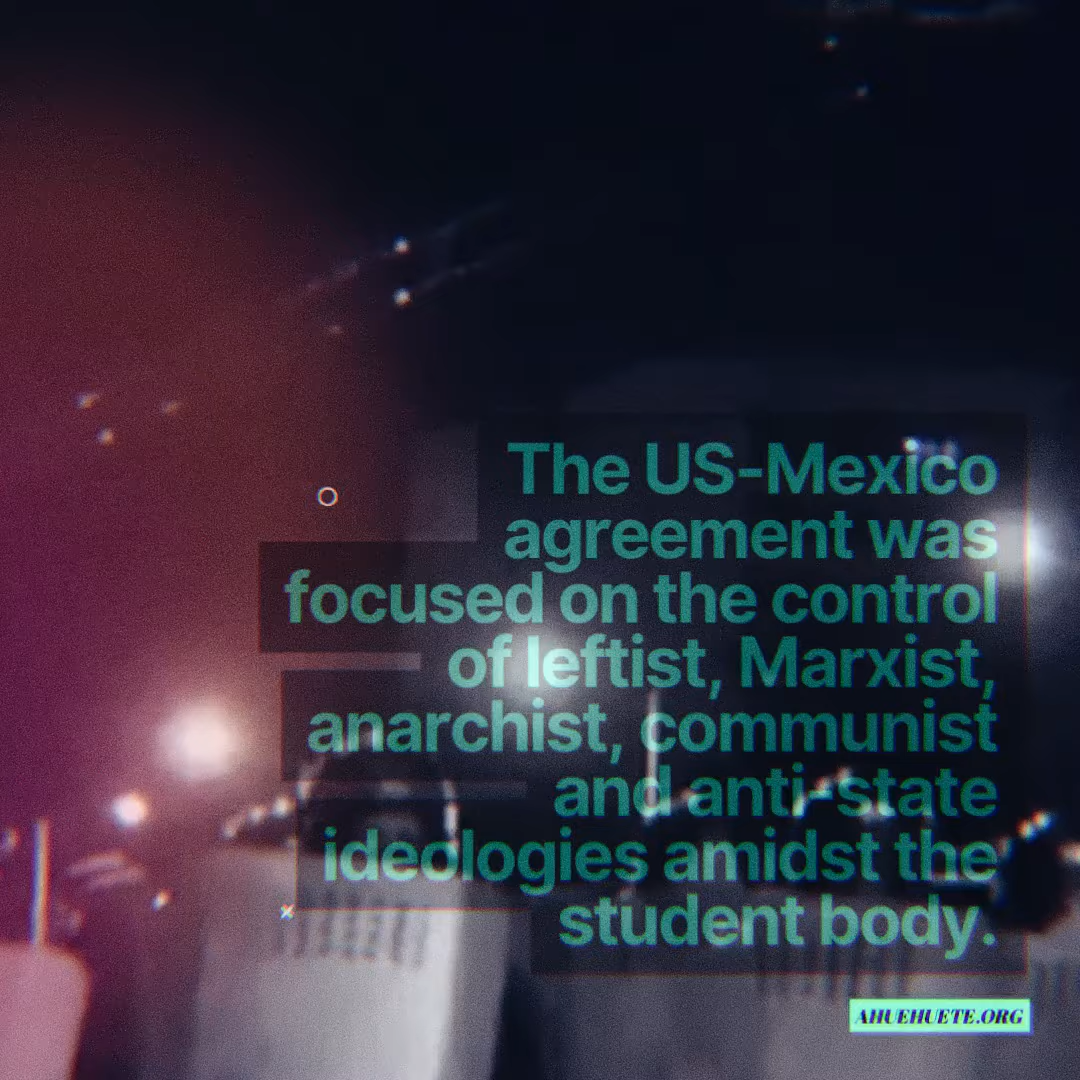 The US-Mexico
agreement was
focused on the control
of leftist, Marxist,
anarchist, communist
and anti-state
ideologies amidst the
student body.
AHUEHUETE.ORG